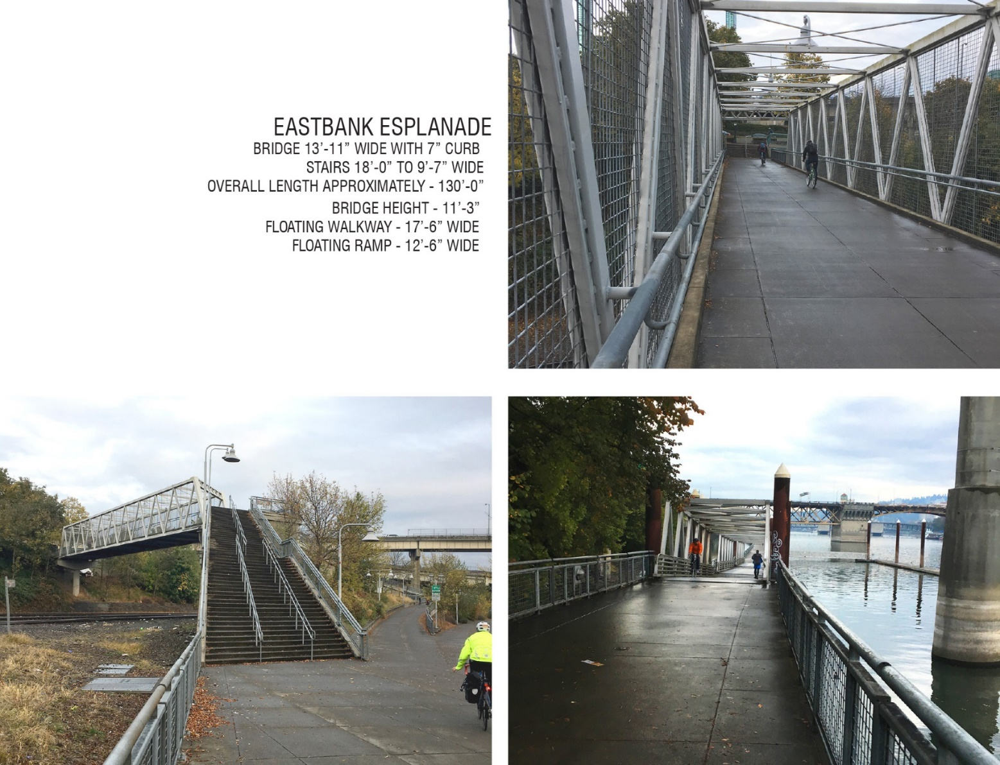 EASTBANK ESPLANADE
BRIDGE 13’-11” WIDE WITH 7” CURB
STAIRS 18’-0” TO 9’-7” WIDE
OVERALL LENGTH APPROXIMATELY - 130’-0”
BRIDGE HEIGHT - 11’-3”
FLOATING WALKWAY - 17’-6” WIDE
FLOATING RAMP - 12’-6” WIDE